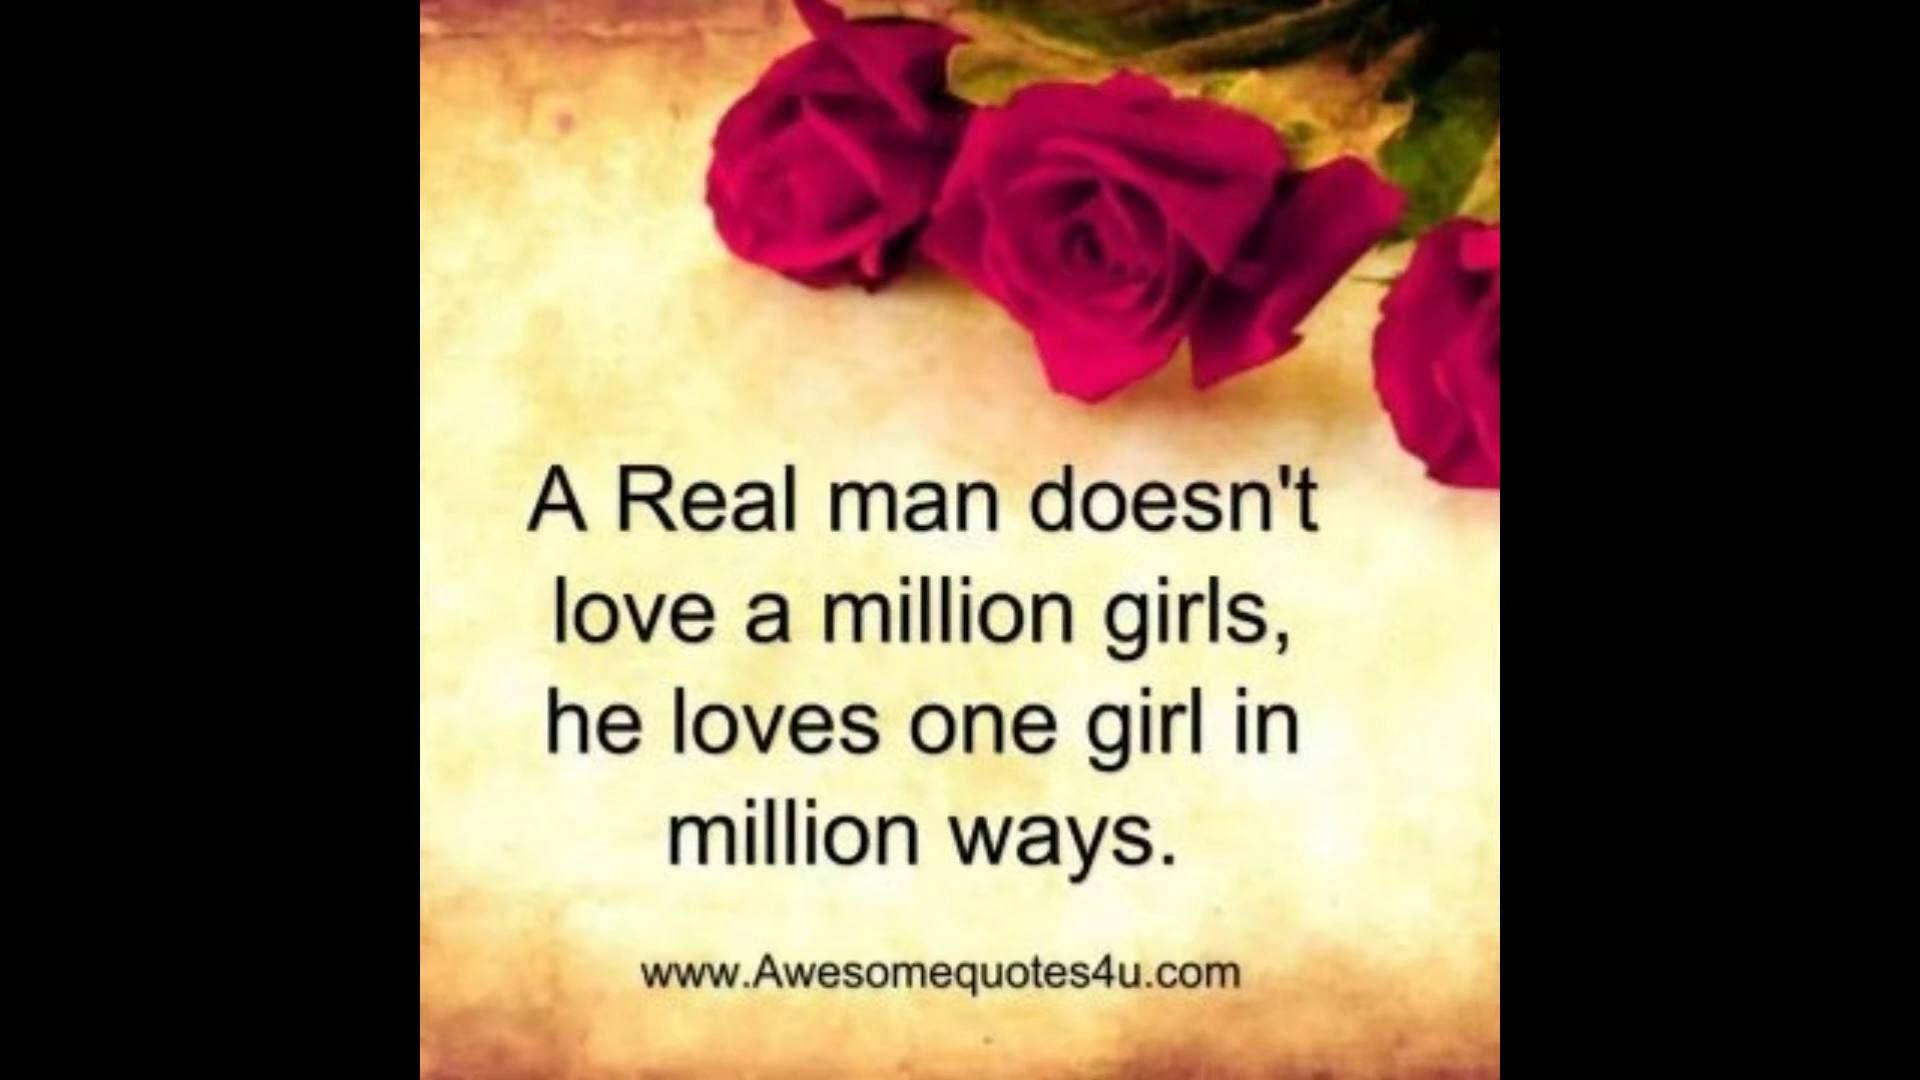 A Real man doesn't
love a million girls,
he loves one girl in
million ways.
www.Awesomequotes4u.com